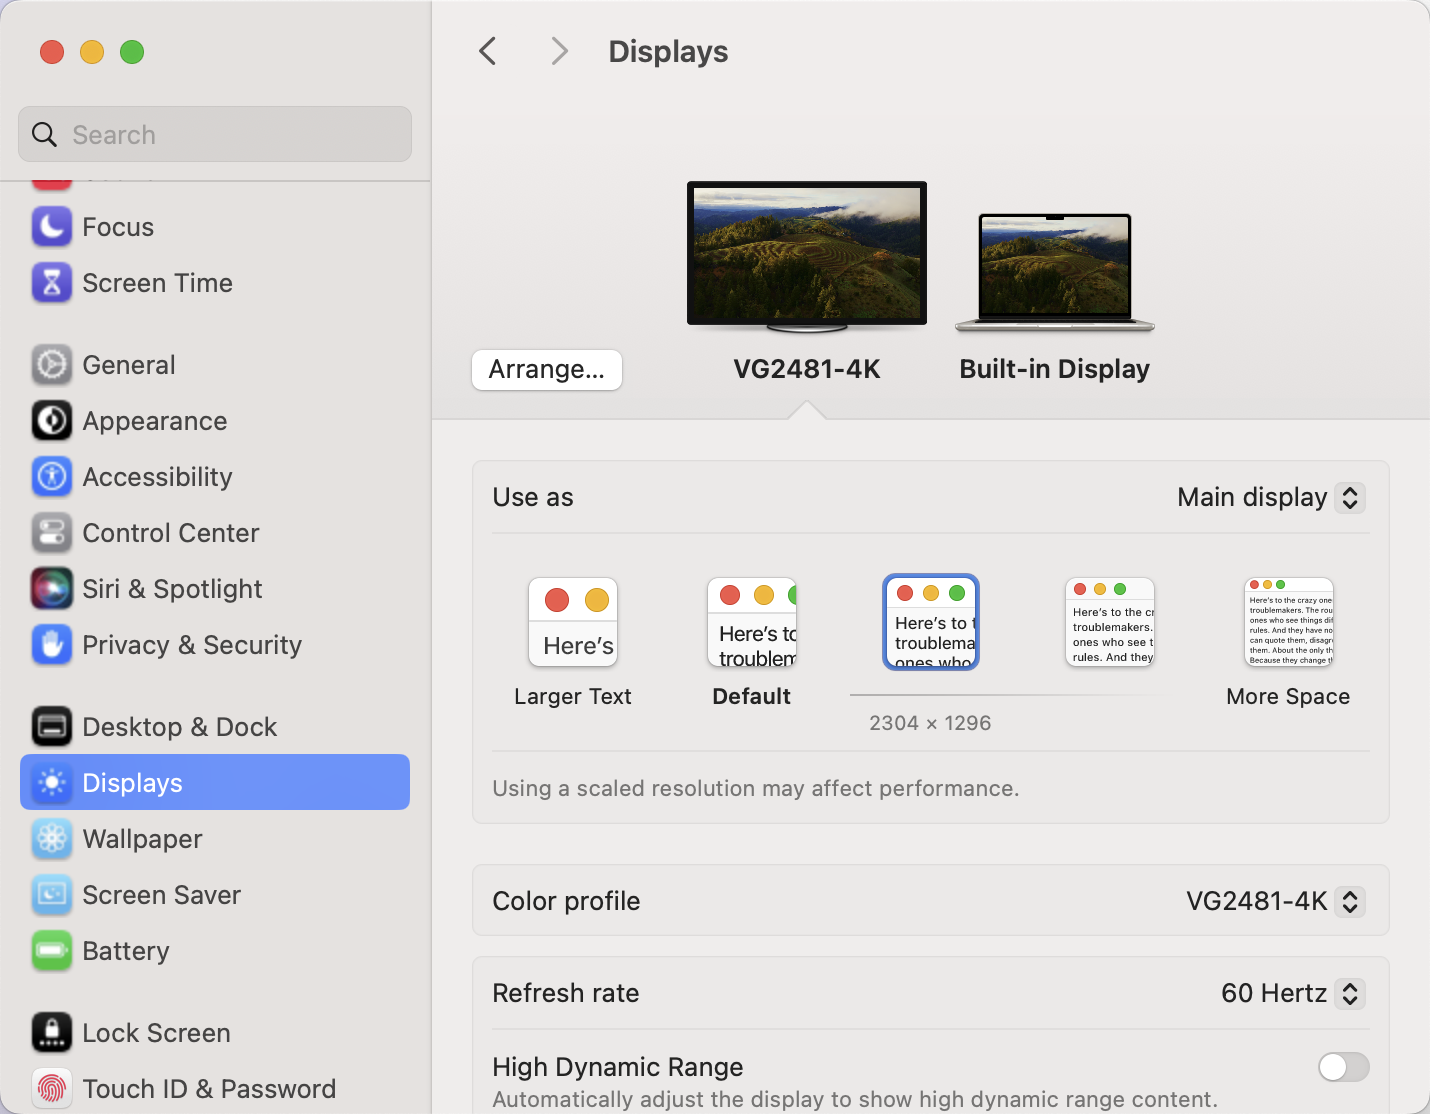 Displays
Search
Focus
Screen Time
General
Appearance
Accessibility
Control Center
Siri & Spotlight
Privacy & Security
Desktop & Dock
Displays
Wallpaper
Screen Saver
Battery
Lock Screen
Touch ID & Password
Arrange...
VG2481-4K
Built-in Display
Use as
Main display
Here's
Larger Text
Here's to
troublem
Default
Here's to t
troublema
ones who
2304 × 1296
Here's to the cr
troublemakers.
ones who see t
rules. And they
Here's to the crazy one
troublemakers. The rou
ones who see things dif
rules. And they have no
can quote them, disagre
them. About the only th
Because they change t
More Space
Using a scaled resolution may affect performance.
Color profile
VG2481-4K
Refresh rate
60 Hertz
High Dynamic Range
Automatically adjust the display to show high dynamic range content.